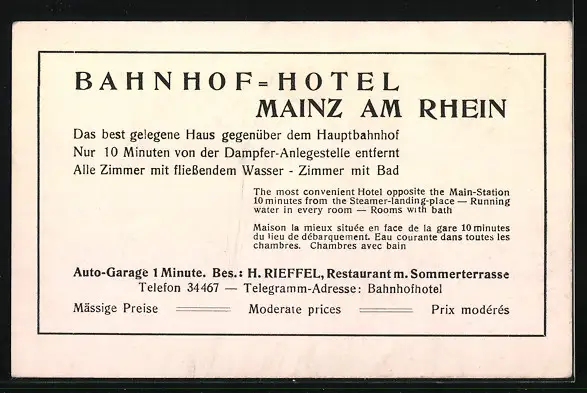 BAHNHOF=HOTEL
MAINZ AM RHEIN
Das best gelegene Haus gegenüber dem Hauptbahnhof
Nur 10 Minuten von der Dampfer-Anlegestelle entfernt
Alle Zimmer mit fließendem Wasser - Zimmer mit Bad
The most convenient Hotel opposite the Main-Station
10 minutes from the Steamer-landing-place — Running
water in every room — Rooms with bath
Maison la mieux située en face de la gare 10 minutes
du lieu de débarquement. Eau courante dans toutes les
chambres. Chambres avec bain
Auto-Garage 1 Minute. Bes.: H. RIEFFEL, Restaurant m. Sommerterrasse
Telefon 34467 — Telegramm-Adresse: Bahnhofhotel
Mässige Preise Moderate prices Prix modérés